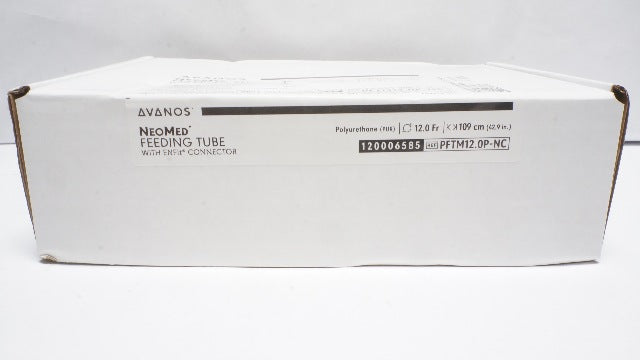 AVANOS
NEOMED®
FEEDING TUBE
WITH ENFit® CONNECTOR
Polyurethane (PUR) 12.0 Fr 109 cm (42.9 in.)
120006585 REF PFTM12.0P-NC